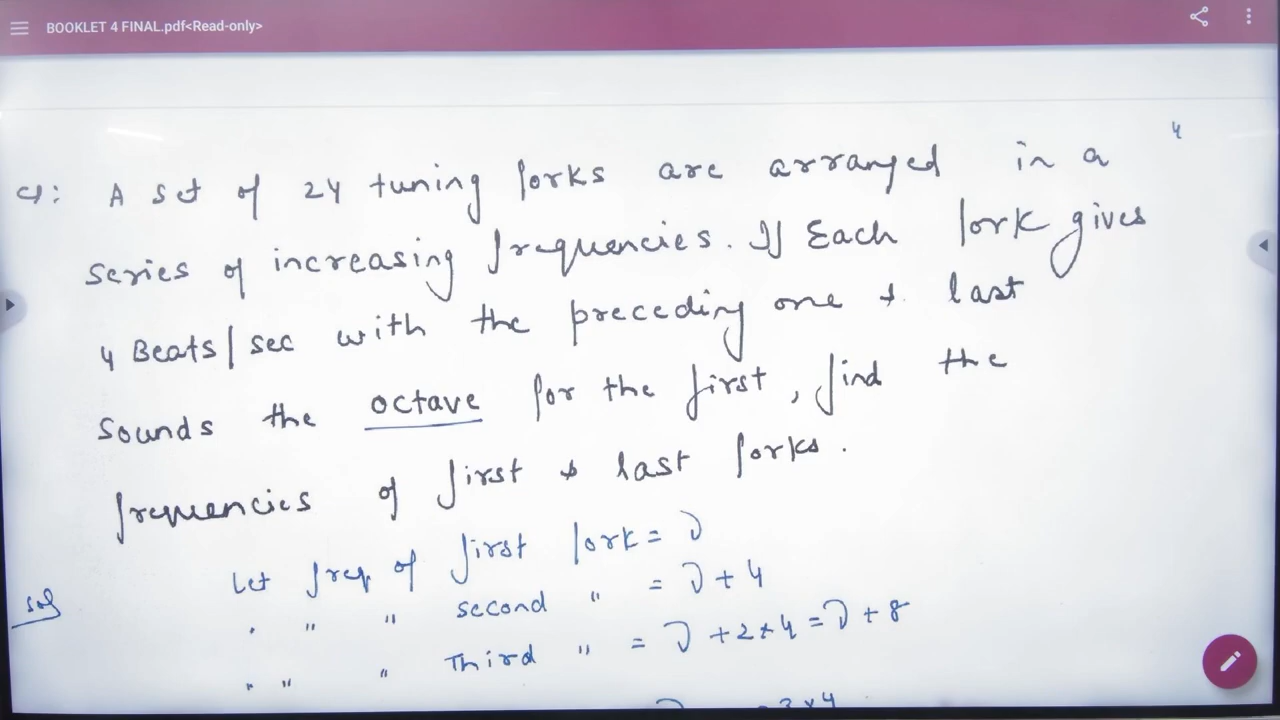 BOOKLET 4 FINAL.pdf<Read-only>
4
Q: A set of 24 tuning forks are arranged in a
series of increasing frequencies. If Each fork gives
4 Beats/sec with the preceding one & last
sounds the octave for the first, find the
frequencies of first & last forks.
sol Let freq of first fork = ν
" " " second " = ν + 4
" " " Third " = ν + 2×4 = ν + 8
ν 3×4